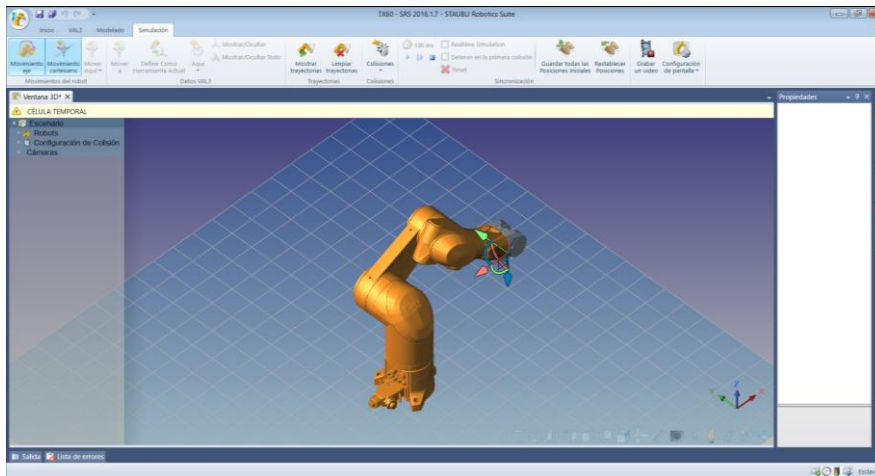 TX60 - SRS 2016.1.7 - STAUBLI Robotics Suite
Inicio VAL3 Modelado Simulación
Movimiento eje
Movimiento cartesiano
Mover Aquí
Mover a
Definir Como Herramienta Actual
Aquí
Mostrar/Ocultar
Mostrar/Ocultar Todo
Mostrar trayectorias
Limpiar trayectorias
Colisiones
100 ms
Realtime Simulation
Detener en la primera colisión
Reset
Guardar todas las Posiciones Iniciales
Restablecer Posiciones
Grabar un video
Configuración de pantalla
Movimientos del robot
Datos VAL3
Trayectorias
Colisiones
Sincronización
Ventana 3D* X
Propiedades
CÉLULA TEMPORAL
Escenario
Robots
Configuración de Colisión
Cámaras
Z
Y
X
Salida Lista de errores